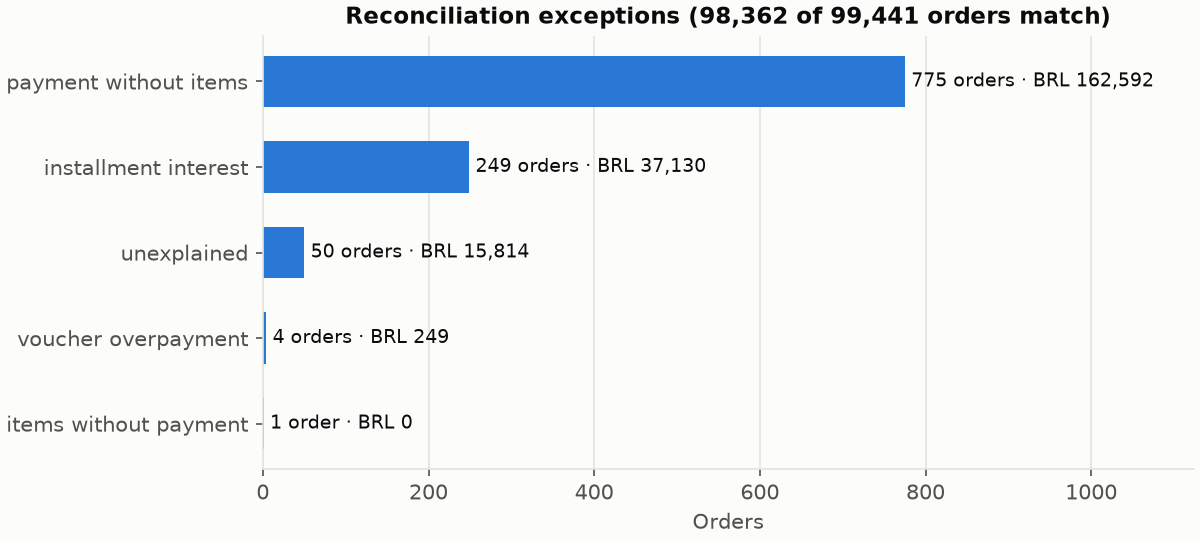 Reconciliation exceptions (98,362 of 99,441 orders match)
payment without items
775 orders · BRL 162,592
installment interest
249 orders · BRL 37,130
unexplained
50 orders · BRL 15,814
voucher overpayment
4 orders · BRL 249
items without payment
1 order · BRL 0
0 200 400 600 800 1000
Orders